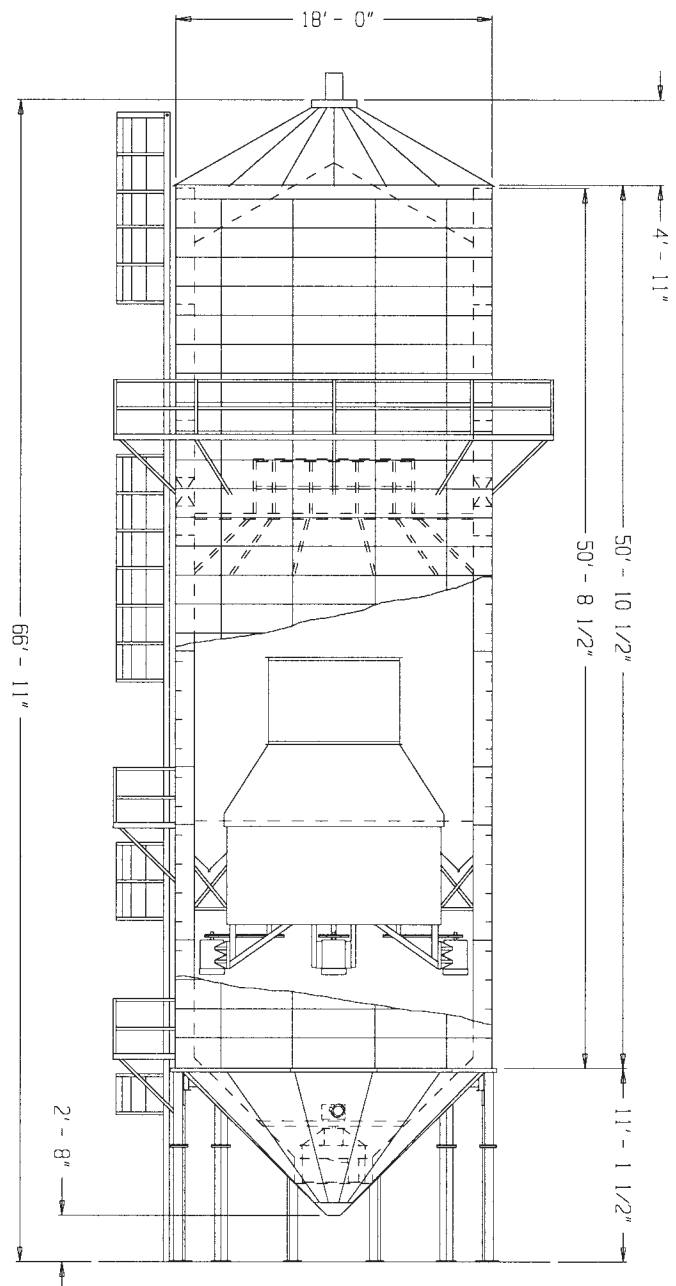 18' - 0"
4' - 11"
50' - 10 1/2"
50' - 8 1/2"
66' - 11"
2' - 8"
11' - 1 1/2"